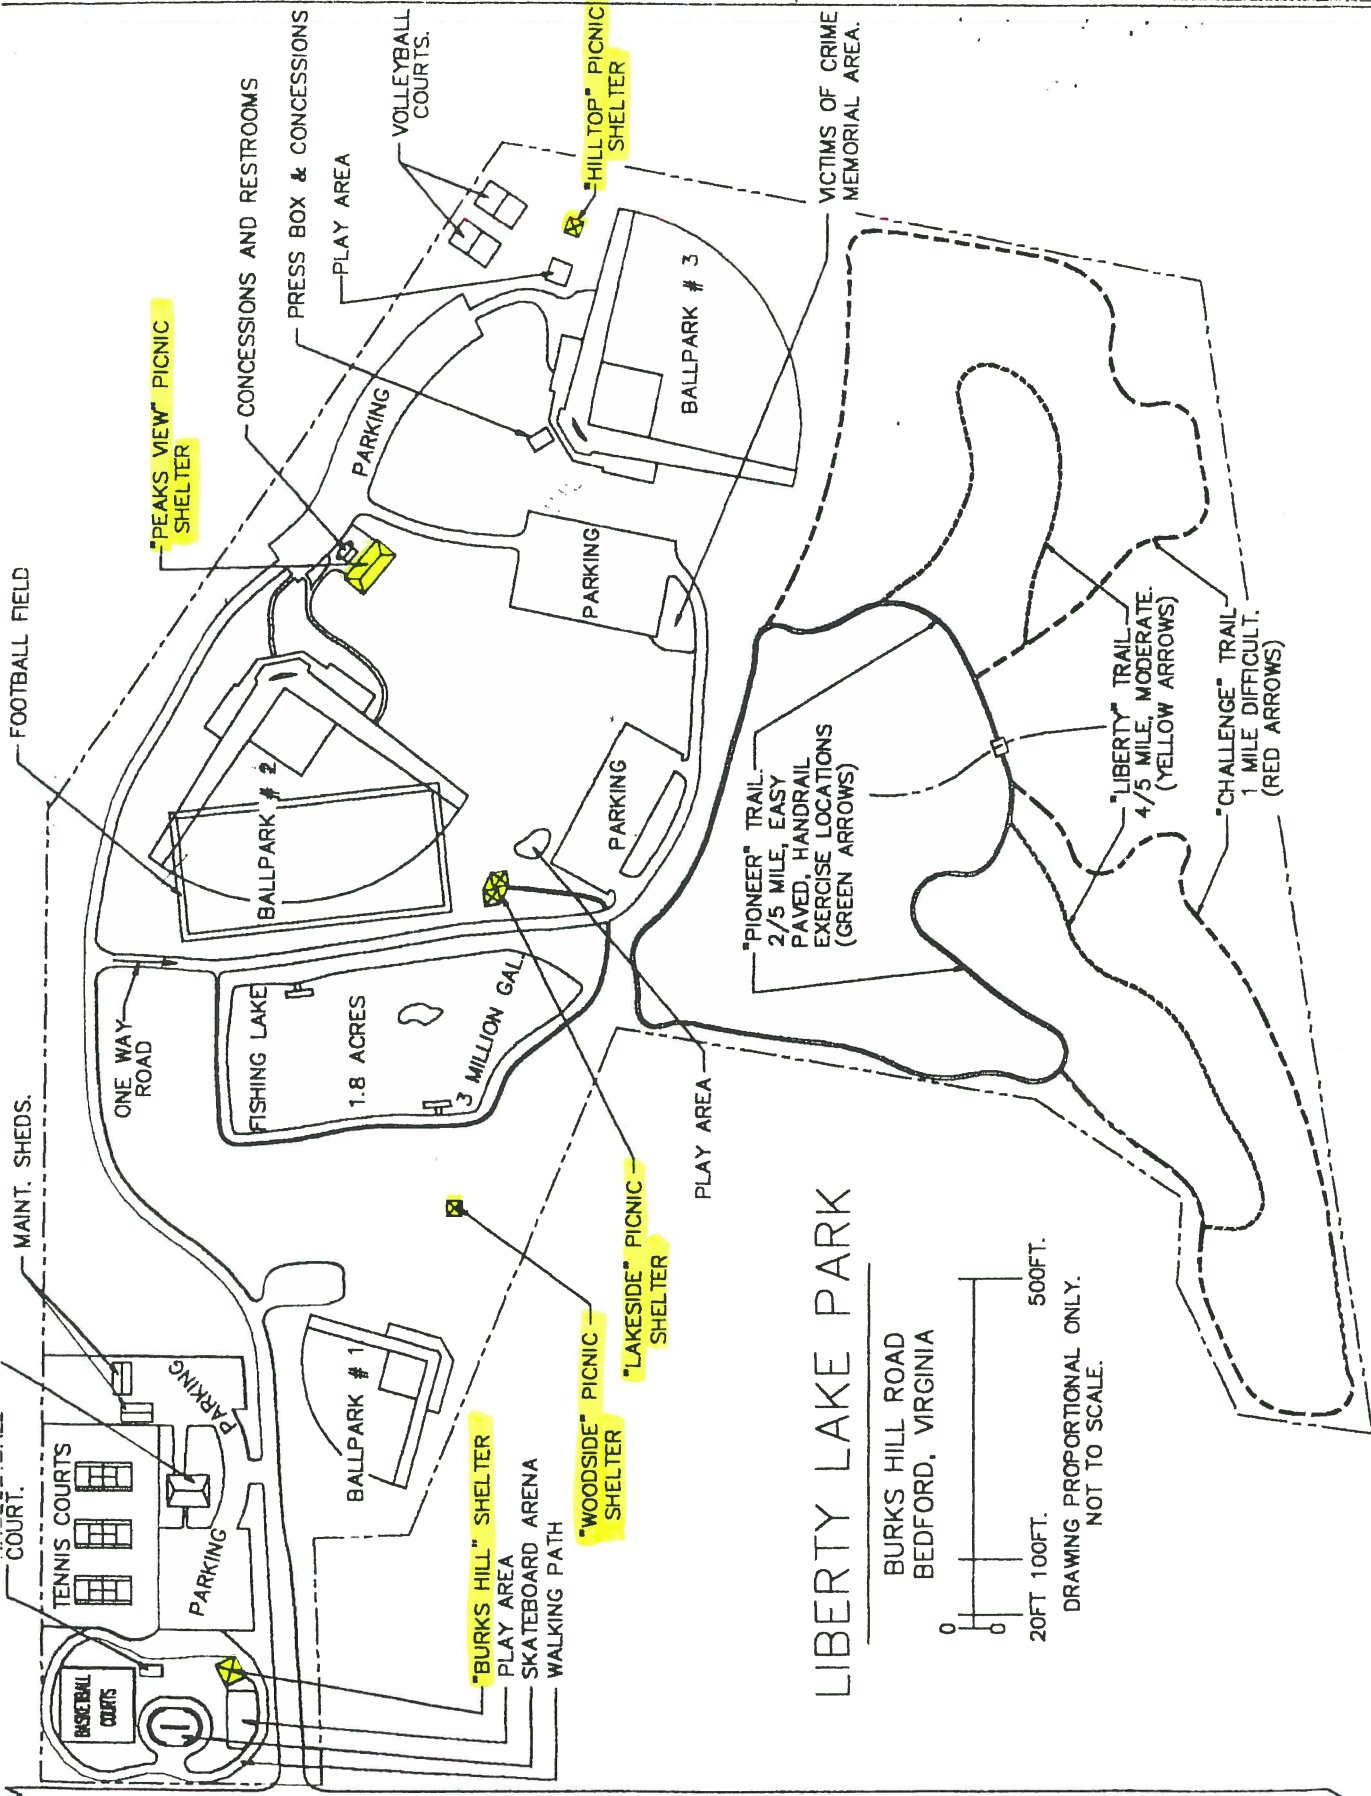 COURT.
MAINT. SHEDS.
FOOTBALL FIELD
"PEAKS VIEW" PICNIC
SHELTER
CONCESSIONS AND RESTROOMS
PRESS BOX & CONCESSIONS
PLAY AREA
VOLLEYBALL
COURTS.
"HILLTOP" PICNIC
SHELTER
VICTIMS OF CRIME
MEMORIAL AREA.
TENNIS COURTS
BASKETBALL
COURTS
PARKING
PARKING
ONE WAY
ROAD
FISHING LAKE
1.8 ACRES
3 MILLION GAL.
BALLPARK # 2
PARKING
BALLPARK # 3
PARKING
PARKING
BALLPARK # 1
"BURKS HILL" SHELTER
PLAY AREA
SKATEBOARD ARENA
WALKING PATH
"WOODSIDE" PICNIC
SHELTER
"LAKESIDE" PICNIC
SHELTER
PLAY AREA
"PIONEER" TRAIL.
2/5 MILE, EASY
PAVED, HANDRAIL
EXERCISE LOCATIONS
(GREEN ARROWS)
"LIBERTY" TRAIL
4/5 MILE, MODERATE.
(YELLOW ARROWS)
"CHALLENGE" TRAIL
1 MILE DIFFICULT.
(RED ARROWS)
LIBERTY LAKE PARK
BURKS HILL ROAD
BEDFORD, VIRGINIA
0
0
20FT 100FT. 500FT.
DRAWING PROPORTIONAL ONLY.
NOT TO SCALE.